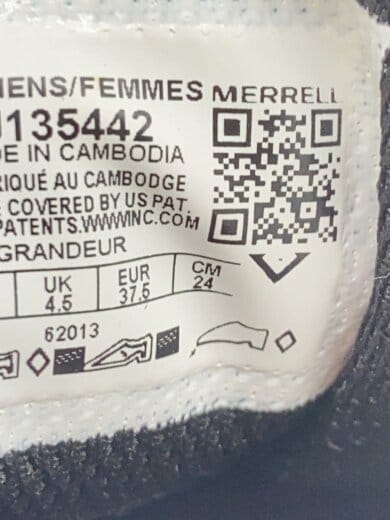 MENS/FEMMES MERRELL
J135442
DE IN CAMBODIA
RIQUÉ AU CAMBODGE
COVERED BY US PAT.
PATENTS.WWWINC.COM
GRANDEUR
UK EUR CM
4.5 37.5 24
62013